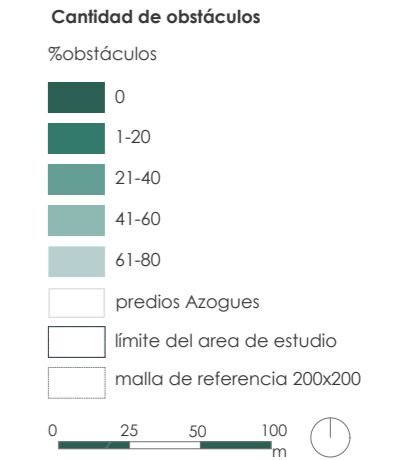 Cantidad de obstáculos
%obstáculos
0
1-20
21-40
41-60
61-80
predios Azogues
límite del area de estudio
malla de referencia 200x200
0 25 50 100
m